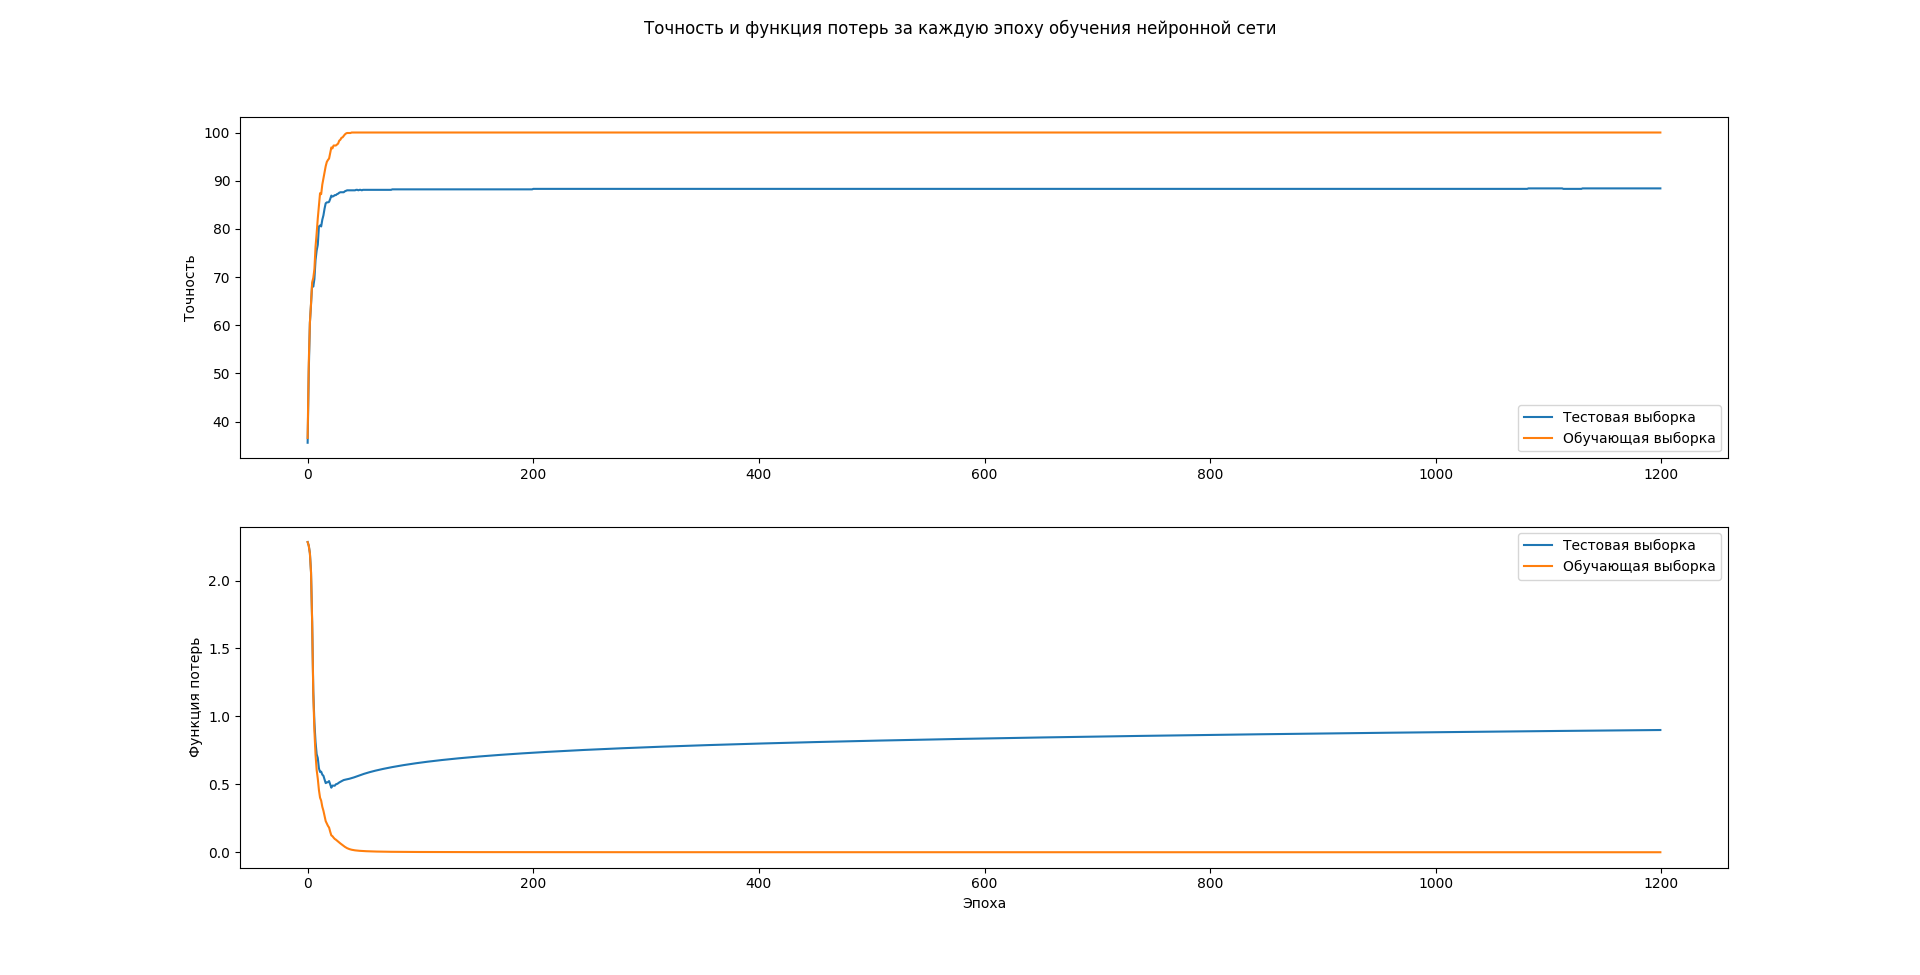 Точность и функция потерь за каждую эпоху обучения нейронной сети
100
90
80
70
60
50
40
Точность
Тестовая выборка
Обучающая выборка
0 200 400 600 800 1000 1200
Тестовая выборка
Обучающая выборка
2.0
1.5
1.0
0.5
0.0
Функция потерь
0 200 400 600 800 1000 1200
Эпоха